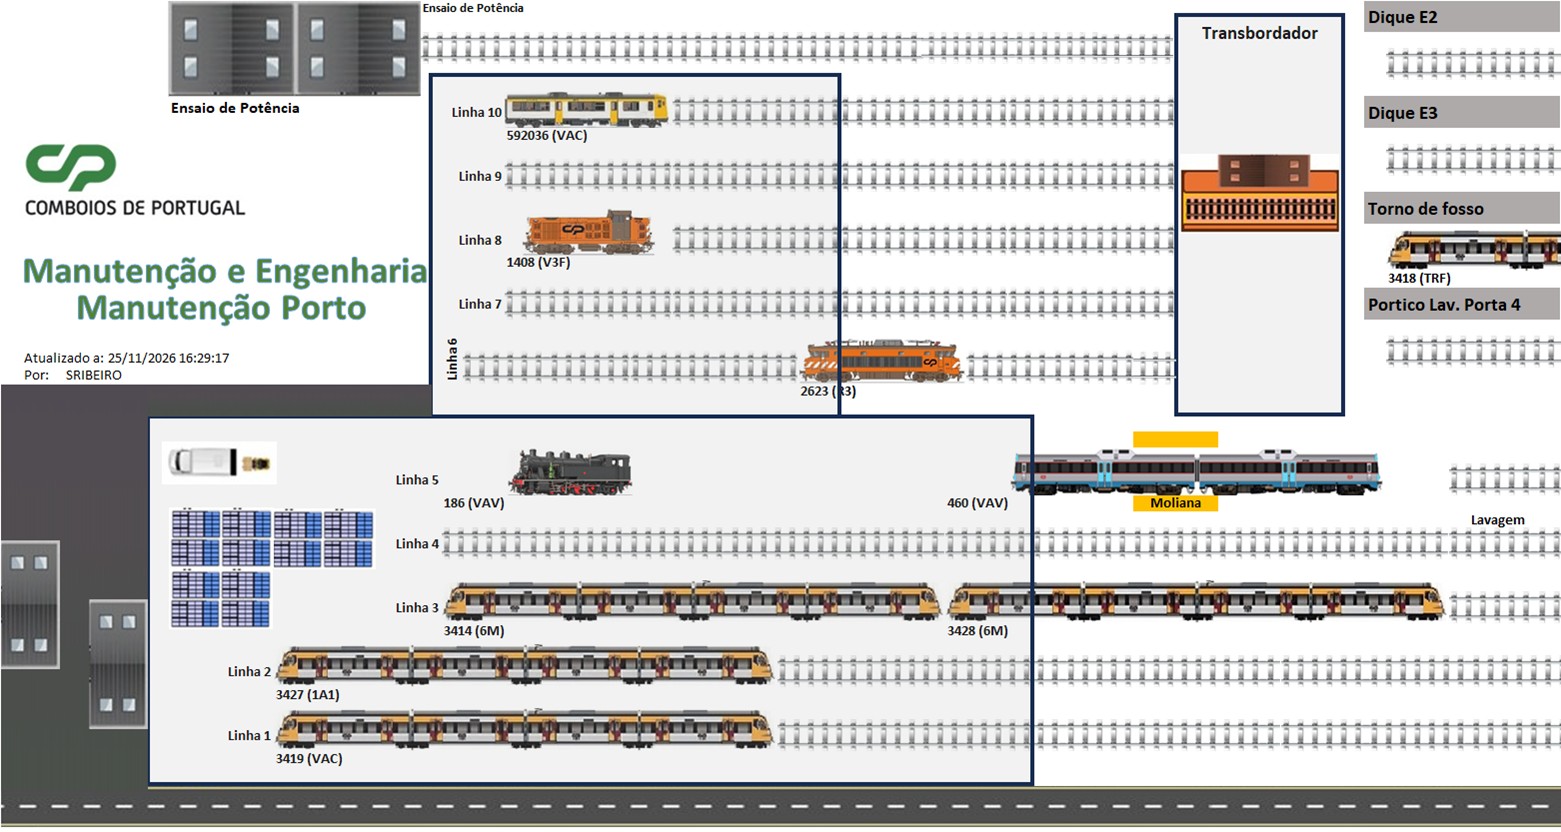 Ensaio de Potência
Ensaio de Potência
Transbordador
Dique E2
Dique E3
Torno de fosso
3418 (TRF)
Portico Lav. Porta 4
CP
COMBOIOS DE PORTUGAL
Manutenção e Engenharia
Manutenção Porto
Atualizado a: 25/11/2026 16:29:17
Por: SRIBEIRO
Linha 10
592036 (VAC)
Linha 9
Linha 8
1408 (V3F)
Linha 7
Linha 6
2623 (R3)
Linha 5
186 (VAV)
460 (VAV)
Moliana
Lavagem
Linha 4
Linha 3
3414 (6M)
3428 (6M)
Linha 2
3427 (1A1)
Linha 1
3419 (VAC)